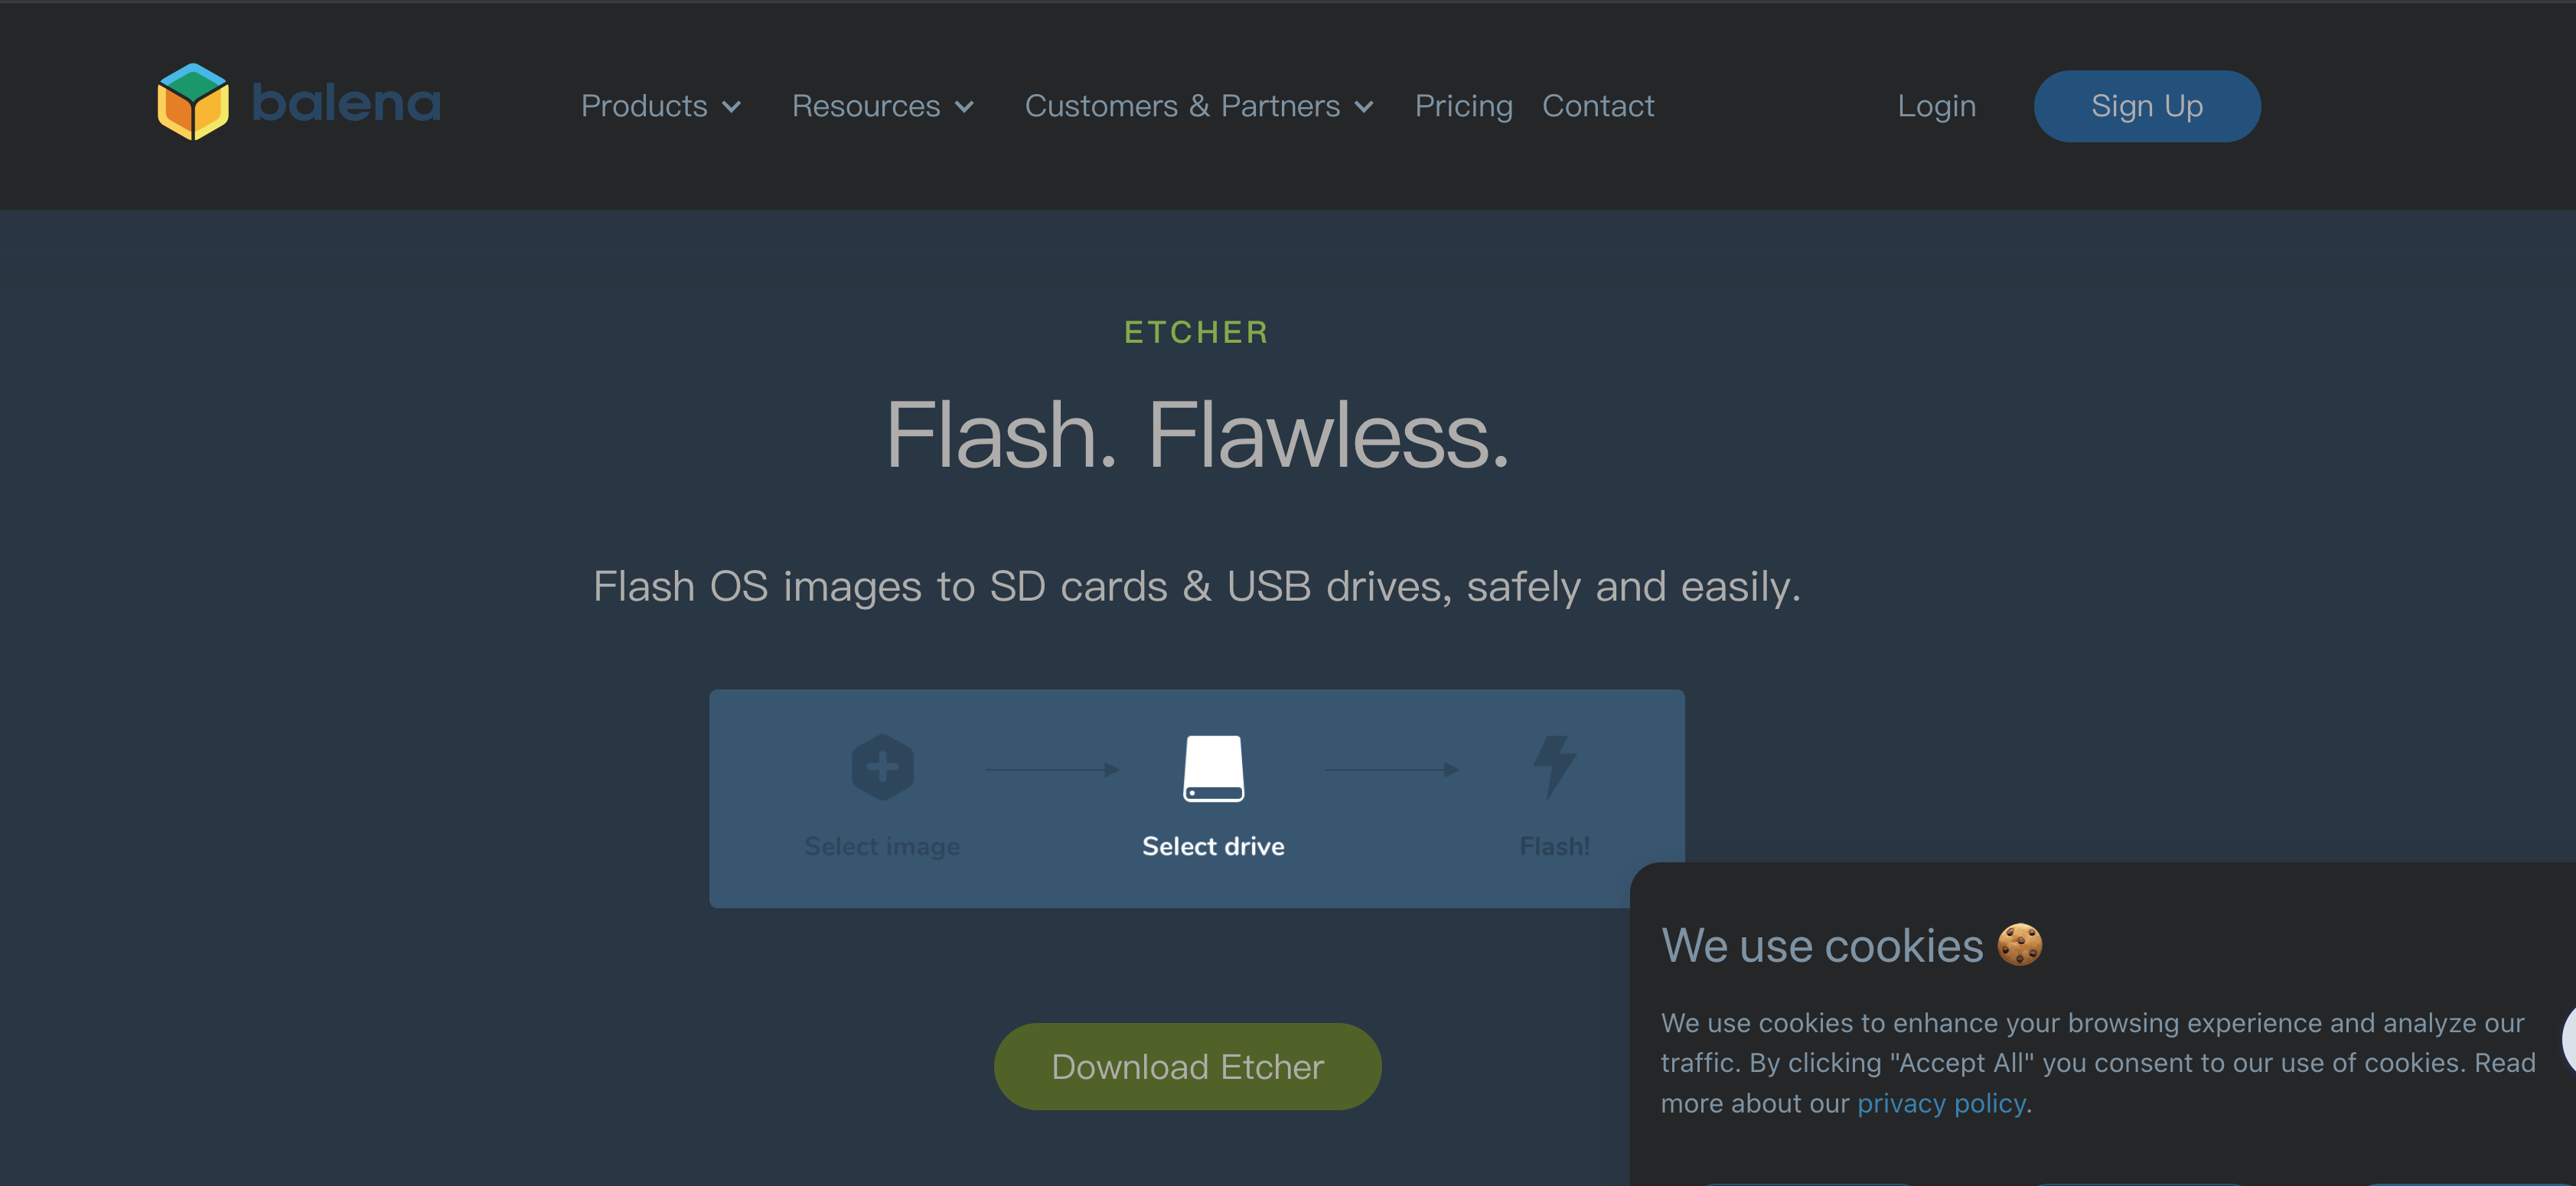 balena
Products
Resources
Customers & Partners
Pricing
Contact
Login
Sign Up
ETCHER
Flash. Flawless.
Flash OS images to SD cards & USB drives, safely and easily.
Select image
Select drive
Flash!
Download Etcher
We use cookies 🍪
We use cookies to enhance your browsing experience and analyze our
traffic. By clicking "Accept All" you consent to our use of cookies. Read
more about our privacy policy.